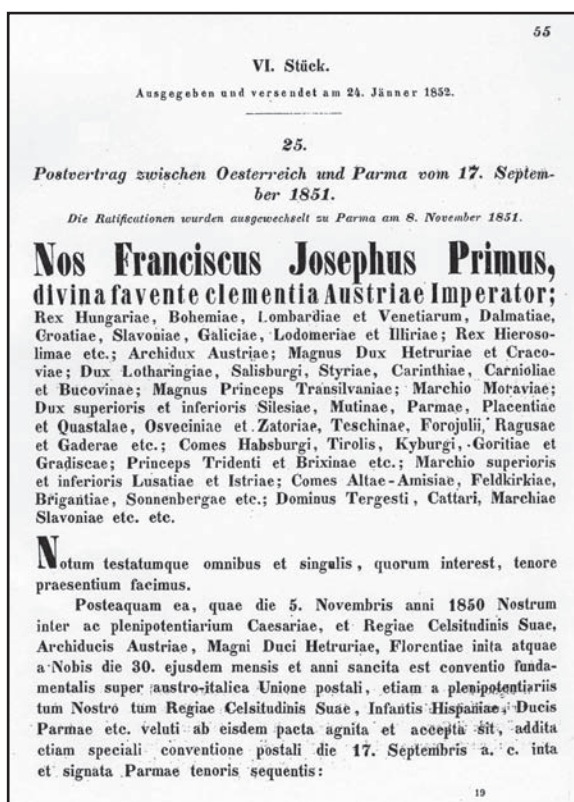 55
VI. Stück.
Ausgegeben und versendet am 24. Jänner 1852.
25.
Postvertrag zwischen Oesterreich und Parma vom 17. Septem-
ber 1851.
Die Ratificationen wurden ausgewechselt zu Parma am 8. November 1851.
Nos Franciscus Josephus Primus,
divina favente clementia Austriae Imperator;
Rex Hungariae, Bohemiae, Lombardiae et Venetiarum, Dalmatiae,
Croatiae, Slavoniae, Galiciae, Lodomeriae et Illiriae; Rex Hieroso-
limae etc.; Archidux Austriae; Magnus Dux Hetruriae et Craco-
viae; Dux Lotharingiae, Salisburgi, Styriae, Carinthiae, Carnioliae
et Bucovinae; Magnus Princeps Transilvaniae; Marchio Moraviae;
Dux superioris et inferioris Silesiae, Mutinae, Parmae, Placentiae
et Quastalae, Osveciniae et Zatoriae, Teschinae, Forojulii, Ragusae
et Gaderae etc.; Comes Habsburgi, Tirolis, Kyburgi, Goritiae et
Gradiscae; Princeps Tridenti et Brixinae etc.; Marchio superioris
et inferioris Lusatiae et Istriae; Comes Altae-Amisiae, Feldkirkiae,
Brigantiae, Sonnenbergae etc.; Dominus Tergesti, Cattari, Marchiae
Slavoniae etc. etc.
Notum testatumque omnibus et singulis, quorum interest, tenore
praesentium facimus.
Posteaquam ea, quae die 5. Novembris anni 1850 Nostrum
inter ac plenipotentiarium Caesariae, et Regiae Celsitudinis Suae,
Archiducis Austriae, Magni Duci Hetruriae, Florentiae inita atque
a Nobis die 30. ejusdem mensis et anni sancita est conventio funda-
mentalis super austro-italica Unione postali, etiam a plenipotentiariis
tum Nostro tum Regiae Celsitudinis Suae, Infantis Hispaniae, Ducis
Parmae etc. veluti ab eisdem pacta agnita et accepta sit, addita
etiam speciali conventione postali die 17. Septembris a. c. inta
et signata Parmae tenoris sequentis:
19